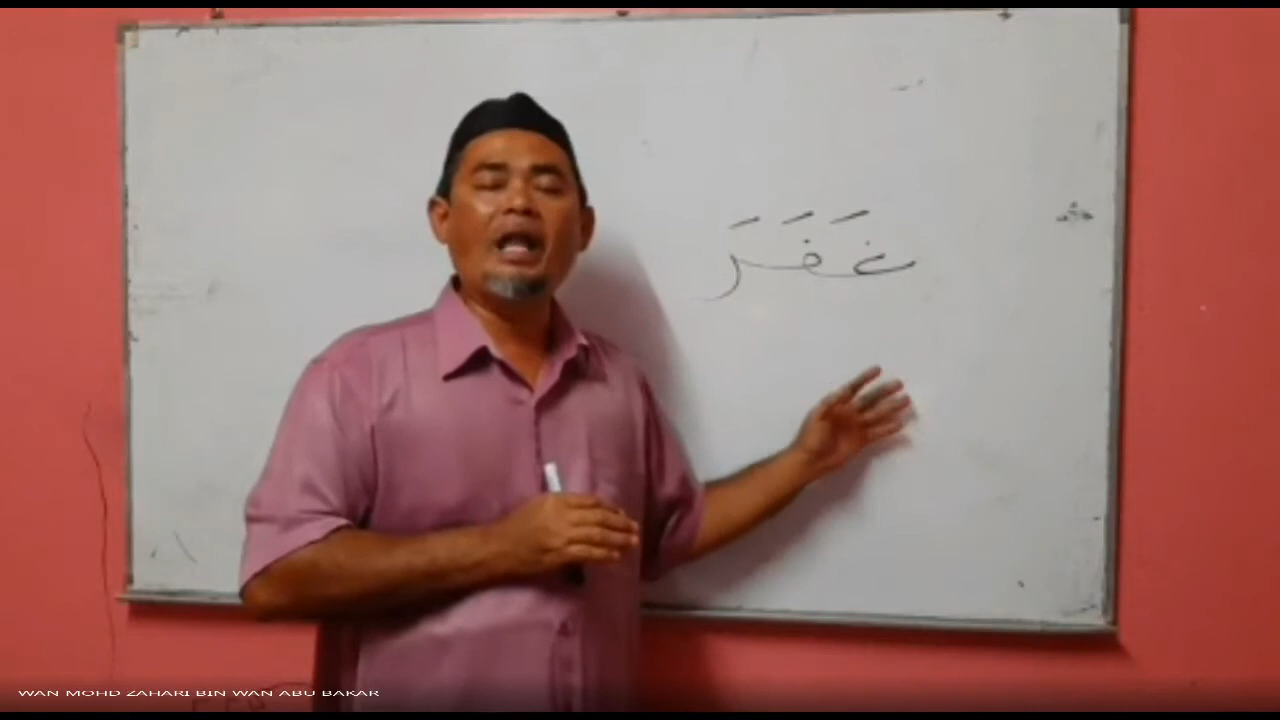 غَفَرَ
WAN MOHD ZAHARI BIN WAN ABU BAKAR